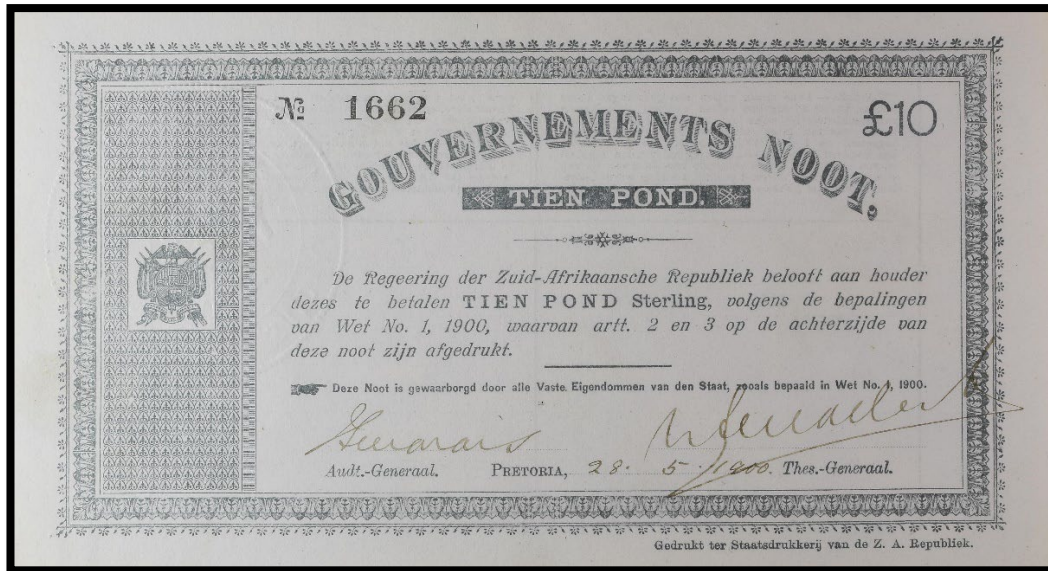 № 1662
£10
GOUVERNEMENTS NOOT,
TIEN POND.
De Regeering der Zuid-Afrikaansche Republiek belooft aan houder
dezes te betalen TIEN POND Sterling, volgens de bepalingen
van Wet No. 1, 1900, waarvan artt. 2 en 3 op de achterzijde van
deze noot zijn afgedrukt.
Deze Noot is gewaarborgd door alle Vaste Eigendommen van den Staat, zooals bepaald in Wet No. 1, 1900.
Audt.-Generaal. PRETORIA, 28. 5. 1900. Thes.-Generaal.
Gedrukt ter Staatsdrukkerij van de Z. A. Republiek.